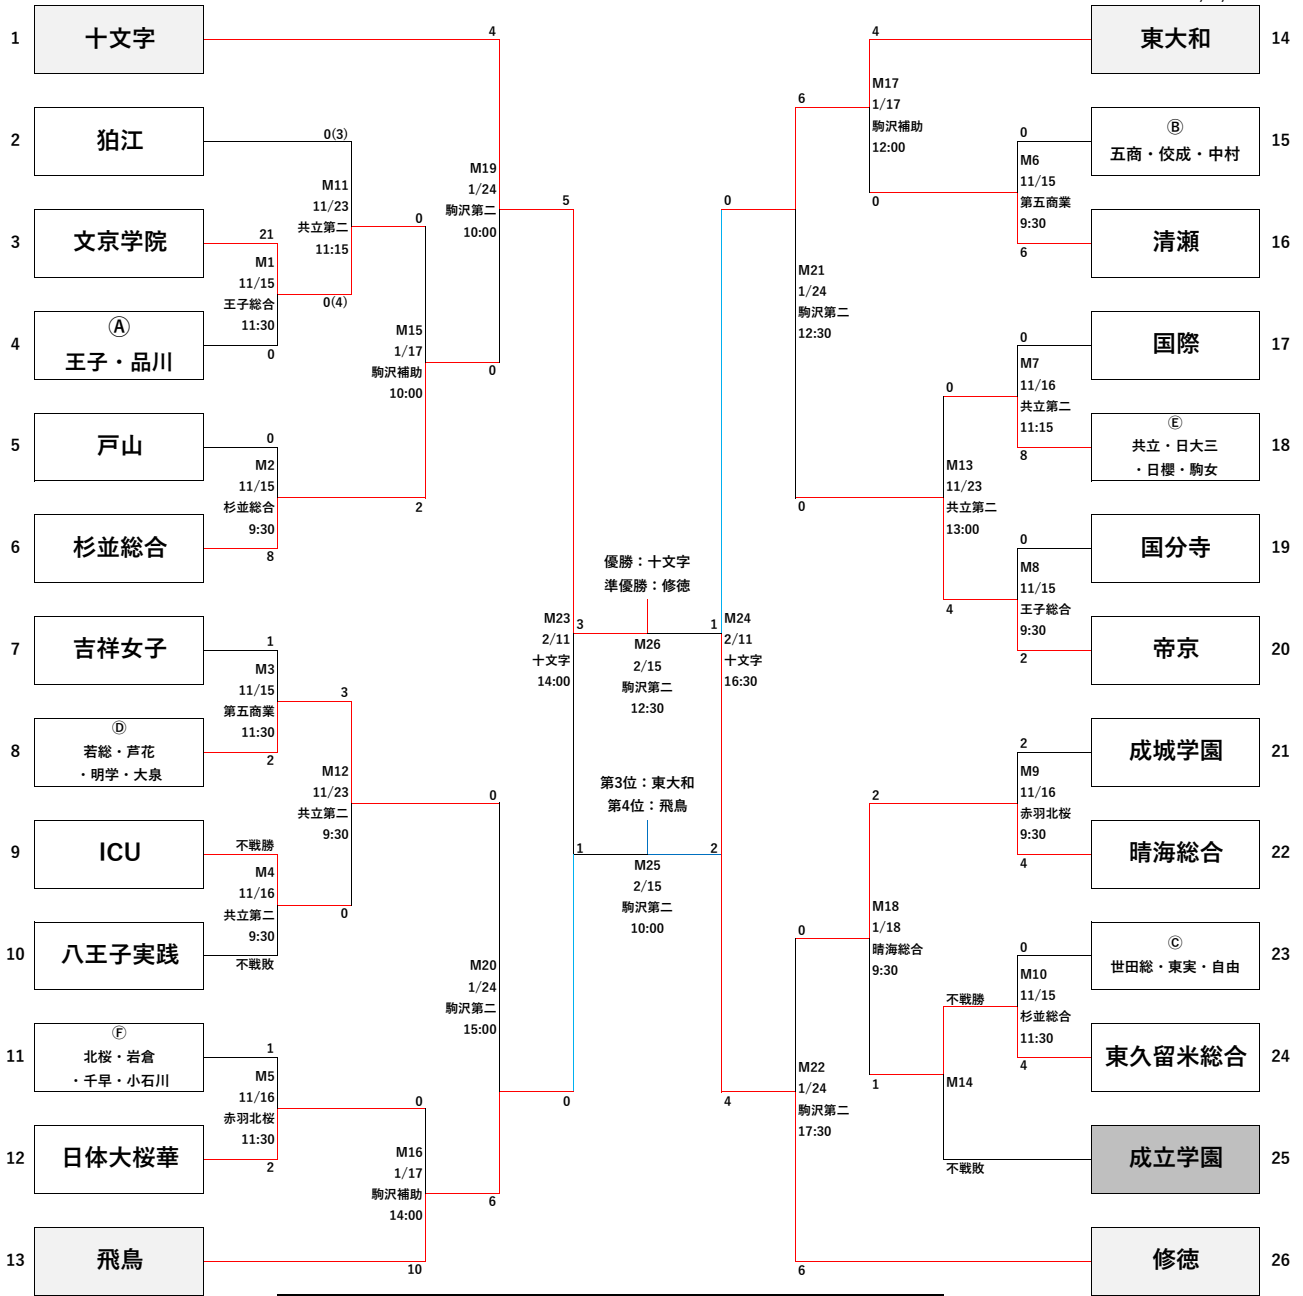 1
十文字
2
狛江
3
文京学院
4
Ⓐ
王子・品川
5
戸山
6
杉並総合
7
吉祥女子
8
Ⓓ
若総・芦花
・明学・大泉
9
ICU
10
八王子実践
11
Ⓕ
北桜・岩倉
・千早・小石川
12
日体大桜華
13
飛鳥
21
M1
11/15
王子総合
11:30
0
0
M2
11/15
杉並総合
9:30
8
1
M3
11/15
第五商業
11:30
2
不戦勝
M4
11/16
共立第二
9:30
不戦敗
1
M5
11/16
赤羽北桜
11:30
2
0(3)
M11
11/23
共立第二
11:15
0(4)
3
M12
11/23
共立第二
9:30
0
0
M15
1/17
駒沢補助
10:00
2
0
M16
1/17
駒沢補助
14:00
10
4
M19
1/24
駒沢第二
10:00
0
0
M20
1/24
駒沢第二
15:00
6
5
M23
2/11
十文字
14:00
0
優勝：十文字
準優勝：修徳
3
1
M26
2/15
駒沢第二
12:30
第3位：東大和
第4位：飛鳥
1
2
M25
2/15
駒沢第二
10:00
0
M24
2/11
十文字
16:30
4
6
M21
1/24
駒沢第二
12:30
0
0
M22
1/24
駒沢第二
17:30
6
4
M17
1/17
駒沢補助
12:00
0
2
M18
1/18
晴海総合
9:30
1
0
M13
11/23
共立第二
13:00
4
不戦勝
M14
不戦敗
0
M6
11/15
第五商業
9:30
6
0
M7
11/16
共立第二
11:15
8
0
M8
11/15
王子総合
9:30
2
2
M9
11/16
赤羽北桜
9:30
4
0
M10
11/15
杉並総合
11:30
4
東大和
14
Ⓑ
五商・佼成・中村
15
清瀬
16
国際
17
Ⓔ
共立・日大三
・日櫻・駒女
18
国分寺
19
帝京
20
成城学園
21
晴海総合
22
Ⓒ
世田総・東実・自由
23
東久留米総合
24
成立学園
25
修徳
26